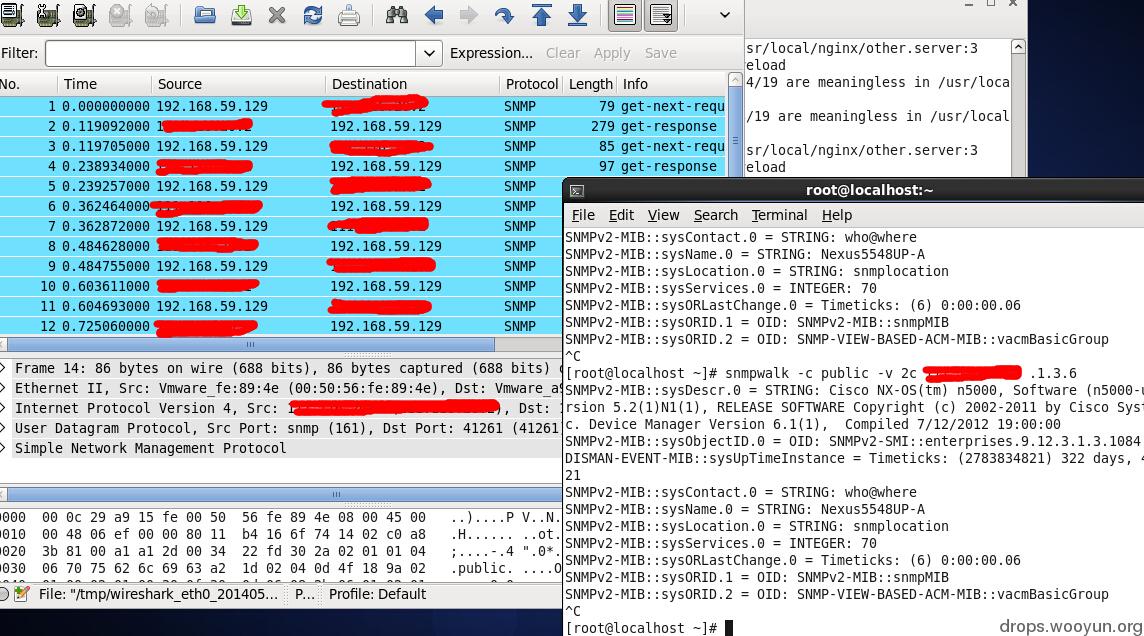 Filter:
Expression...
Clear
Apply
Save
No.
Time
Source
Destination
Protocol
Length
Info
1 0.000000000 192.168.59.129 SNMP 79 get-next-requ
2 0.119092000 192.168.59.129 SNMP 279 get-response
3 0.119705000 192.168.59.129 SNMP 85 get-next-requ
4 0.238934000 192.168.59.129 SNMP 97 get-response
5 0.239257000 192.168.59.129 SNMP
6 0.362464000 192.168.59.129 SNMP
7 0.362872000 192.168.59.129 SNMP
8 0.484628000 192.168.59.129 SNMP
9 0.484755000 192.168.59.129 SNMP
10 0.603611000 192.168.59.129 SNMP
11 0.604693000 192.168.59.129 SNMP
12 0.725060000 192.168.59.129 SNMP
Frame 14: 86 bytes on wire (688 bits), 86 bytes captured (688 bits)
Ethernet II, Src: Vmware_fe:89:4e (00:50:56:fe:89:4e), Dst: Vmware_a9
Internet Protocol Version 4, Src: , Dst:
User Datagram Protocol, Src Port: snmp (161), Dst Port: 41261 (41261
Simple Network Management Protocol
0000 00 0c 29 a9 15 fe 00 50 56 fe 89 4e 08 00 45 00 ..)....P V..N.
0010 00 48 06 ef 00 00 80 11 b4 16 6f 74 14 02 c0 a8 .H...... ..ot.
0020 3b 81 00 a1 a1 2d 00 34 22 fd 30 2a 02 01 01 04 ;....-.4 ".0*.
0030 06 70 75 62 6c 69 63 a2 1d 02 04 0d 4f 18 9a 02 .public. ....O
File: "/tmp/wireshark_eth0_201405...
P...
Profile: Default
sr/local/nginx/other.server:3
eload
4/19 are meaningless in /usr/loca
/19 are meaningless in /usr/local
sr/local/nginx/other.server:3
eload
root@localhost:~
File Edit View Search Terminal Help
SNMPv2-MIB::sysContact.0 = STRING: who@where
SNMPv2-MIB::sysName.0 = STRING: Nexus5548UP-A
SNMPv2-MIB::sysLocation.0 = STRING: snmplocation
SNMPv2-MIB::sysServices.0 = INTEGER: 70
SNMPv2-MIB::sysORLastChange.0 = Timeticks: (6) 0:00:00.06
SNMPv2-MIB::sysORID.1 = OID: SNMPv2-MIB::snmpMIB
SNMPv2-MIB::sysORID.2 = OID: SNMP-VIEW-BASED-ACM-MIB::vacmBasicGroup
^C
[root@localhost ~]# snmpwalk -c public -v 2c .1.3.6
SNMPv2-MIB::sysDescr.0 = STRING: Cisco NX-OS(tm) n5000, Software (n5000-u
rsion 5.2(1)N1(1), RELEASE SOFTWARE Copyright (c) 2002-2011 by Cisco Syst
c. Device Manager Version 6.1(1), Compiled 7/12/2012 19:00:00
SNMPv2-MIB::sysObjectID.0 = OID: SNMPv2-SMI::enterprises.9.12.3.1.3.1084
DISMAN-EVENT-MIB::sysUpTimeInstance = Timeticks: (2783834821) 322 days, 4
21
SNMPv2-MIB::sysContact.0 = STRING: who@where
SNMPv2-MIB::sysName.0 = STRING: Nexus5548UP-A
SNMPv2-MIB::sysLocation.0 = STRING: snmplocation
SNMPv2-MIB::sysServices.0 = INTEGER: 70
SNMPv2-MIB::sysORLastChange.0 = Timeticks: (6) 0:00:00.06
SNMPv2-MIB::sysORID.1 = OID: SNMPv2-MIB::snmpMIB
SNMPv2-MIB::sysORID.2 = OID: SNMP-VIEW-BASED-ACM-MIB::vacmBasicGroup
^C
[root@localhost ~]#
drops.wooyun.org